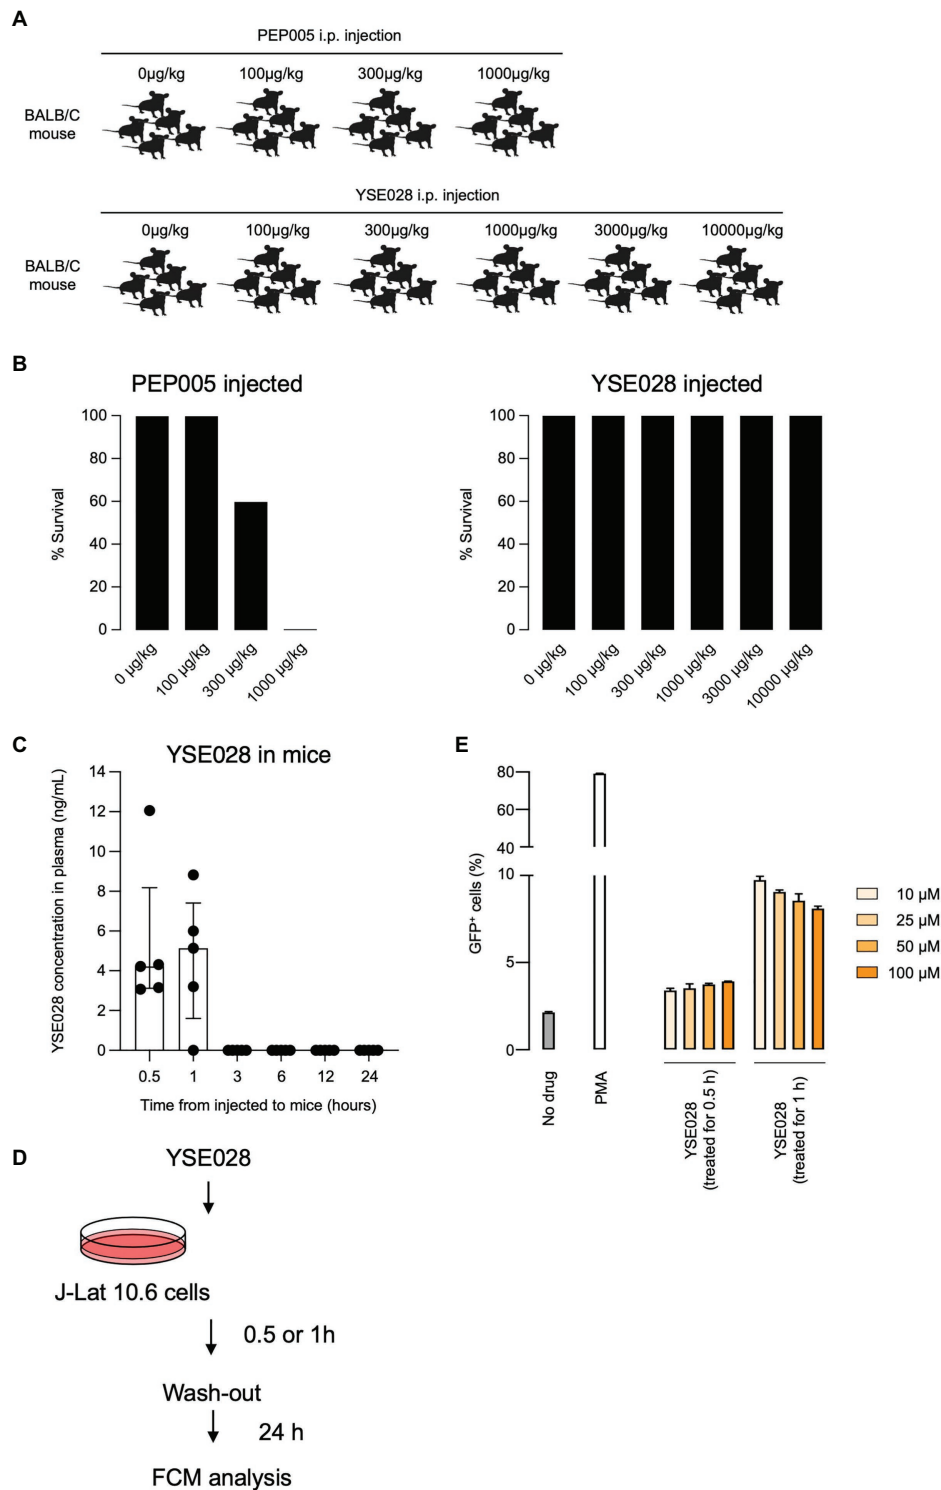 A
PEP005 i.p. injection
0µg/kg 100µg/kg 300µg/kg 1000µg/kg
BALB/C
mouse
YSE028 i.p. injection
0µg/kg 100µg/kg 300µg/kg 1000µg/kg 3000µg/kg 10000µg/kg
BALB/C
mouse
B
PEP005 injected
% Survival
100
80
60
40
20
0
0 µg/kg 100 µg/kg 300 µg/kg 1000 µg/kg
YSE028 injected
% Survival
100
80
60
40
20
0
0 µg/kg 100 µg/kg 300 µg/kg 1000 µg/kg 3000 µg/kg 10000 µg/kg
C
YSE028 in mice
YSE028 concentration in plasma (ng/mL)
14
12
10
8
6
4
2
0
0.5 1 3 6 12 24
Time from injected to mice (hours)
E
GFP⁺ cells (%)
80
60
40
10
5
0
No drug
PMA
YSE028
(treated for 0.5 h)
YSE028
(treated for 1 h)
10 µM
25 µM
50 µM
100 µM
D
YSE028
J-Lat 10.6 cells
0.5 or 1h
Wash-out
24 h
FCM analysis